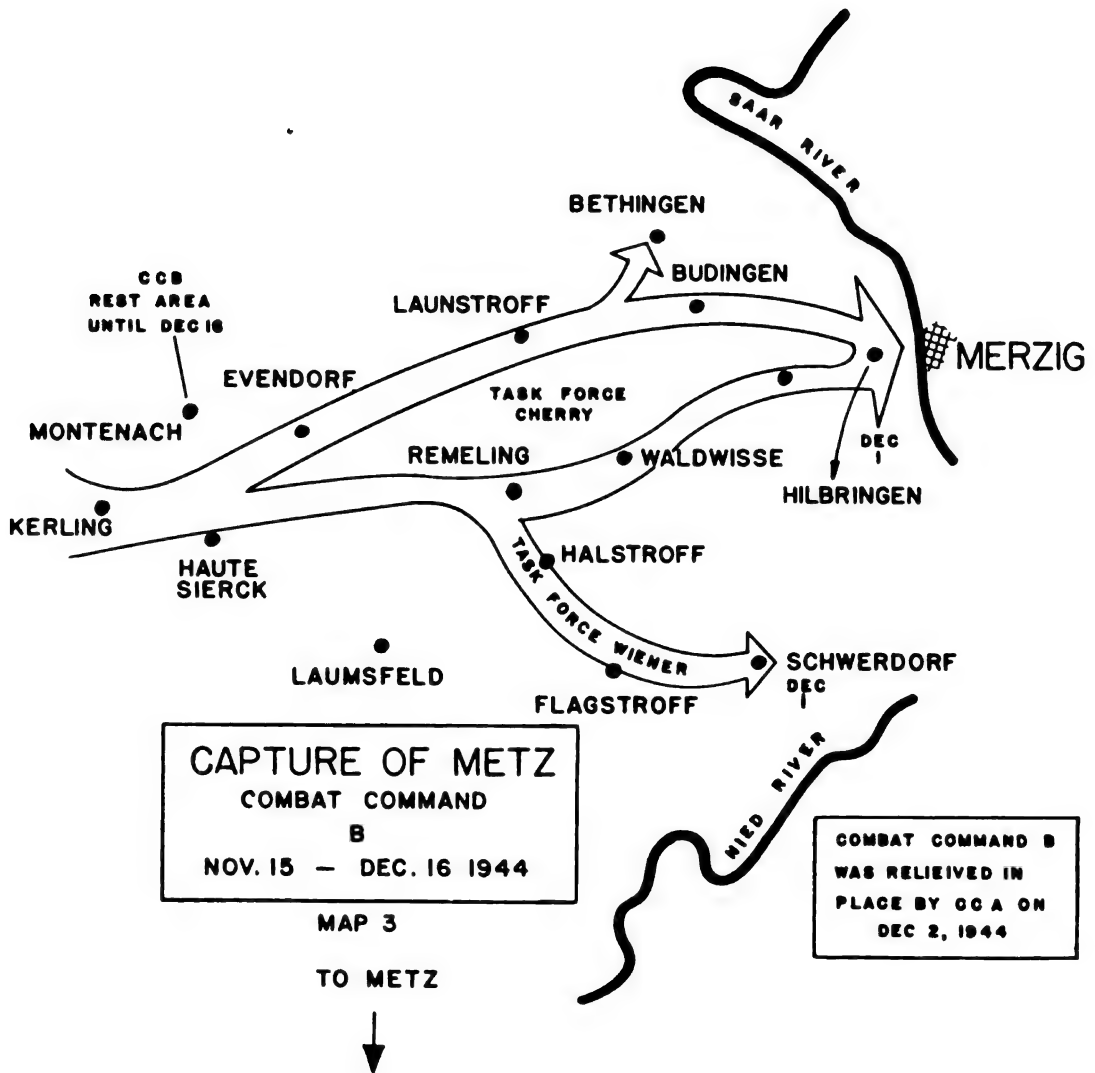 SAAR RIVER
BETHINGEN
BUDINGEN
CCB
REST AREA
UNTIL DEC 16
LAUNSTROFF
MERZIG
EVENDORF
TASK FORCE
CHERRY
MONTENACH
REMELING
WALDWISSE
DEC
1
HILBRINGEN
KERLING
HAUTE
SIERCK
HALSTROFF
TASK FORCE WIENER
SCHWERDORF
DEC
1
LAUMSFELD
FLAGSTROFF
CAPTURE OF METZ
COMBAT COMMAND
B
NOV. 15 — DEC. 16 1944
NIED RIVER
COMBAT COMMAND B
WAS RELIEIVED IN
PLACE BY CC A ON
DEC 2, 1944
MAP 3
TO METZ